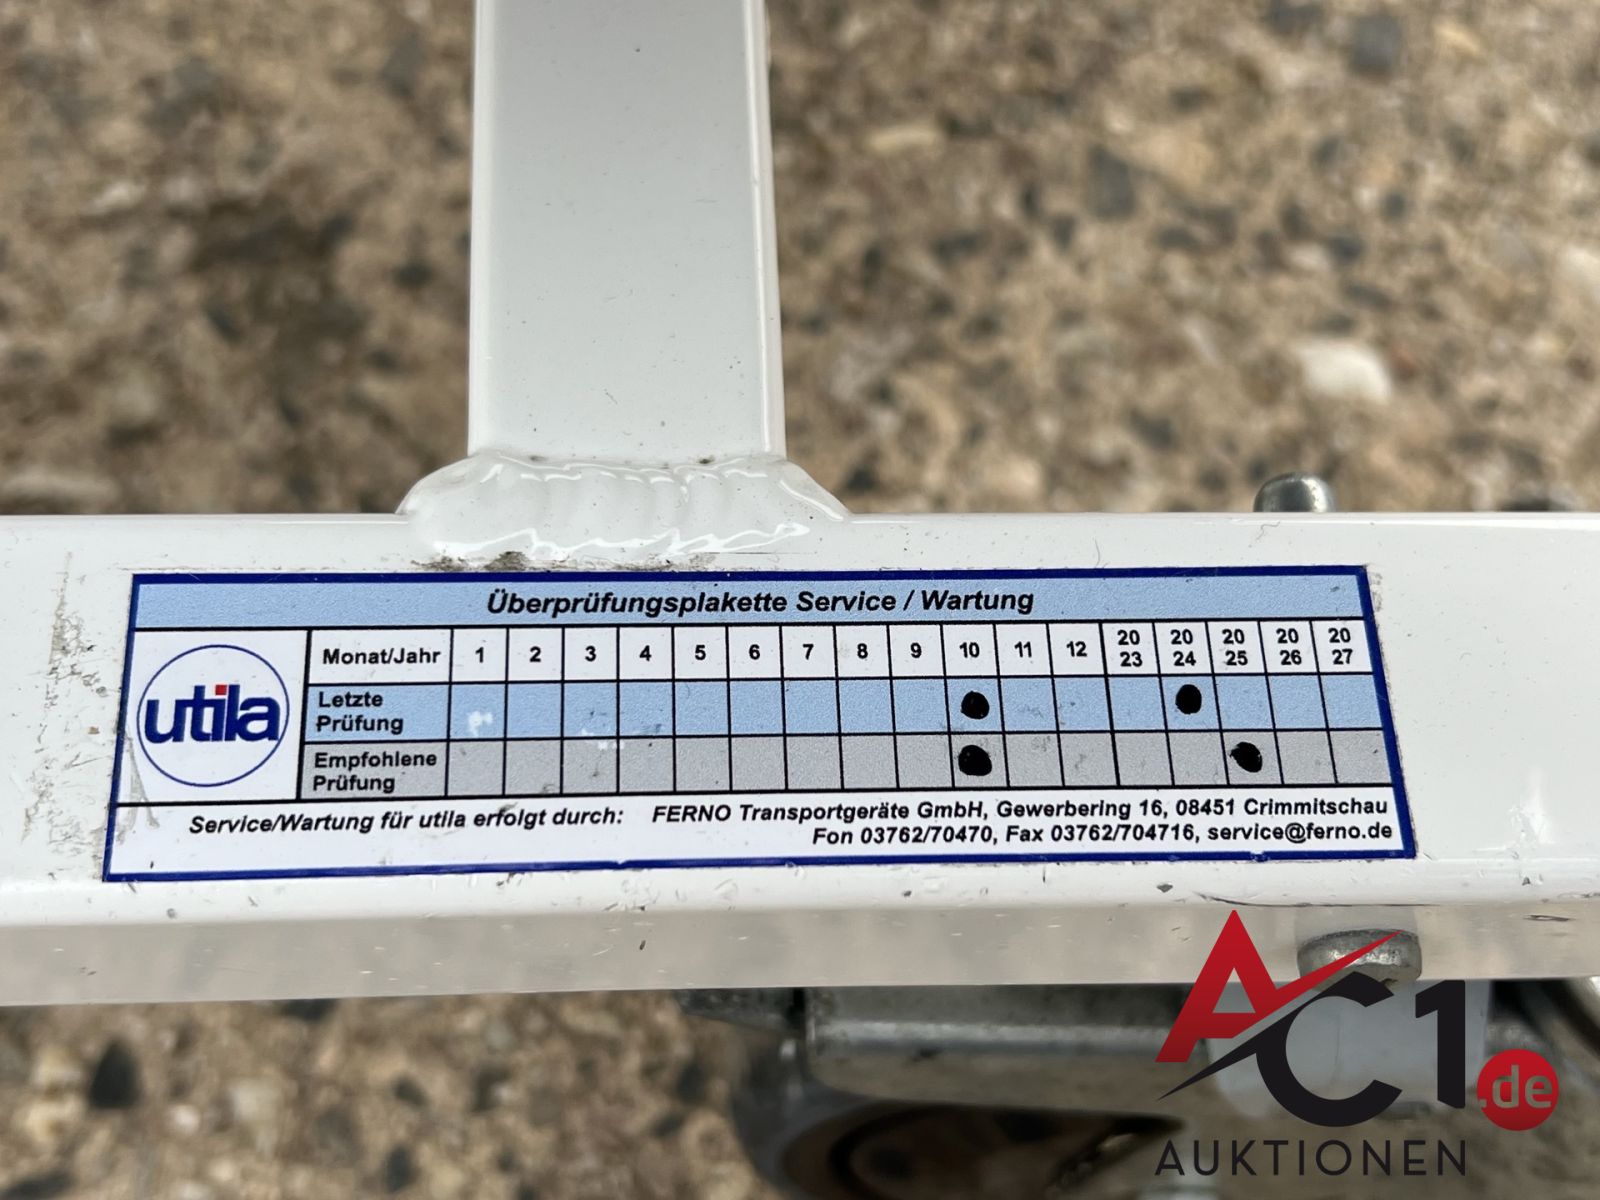 Überprüfungsplakette Service / Wartung
utila
Monat/Jahr 1 2 3 4 5 6 7 8 9 10 11 12 20 23 20 24 20 25 20 26 20 27
Letzte
Prüfung
Empfohlene
Prüfung
Service/Wartung für utila erfolgt durch: FERNO Transportgeräte GmbH, Gewerbering 16, 08451 Crimmitschau
Fon 03762/70470, Fax 03762/704716, service@ferno.de
AC1.de
AUKTIONEN